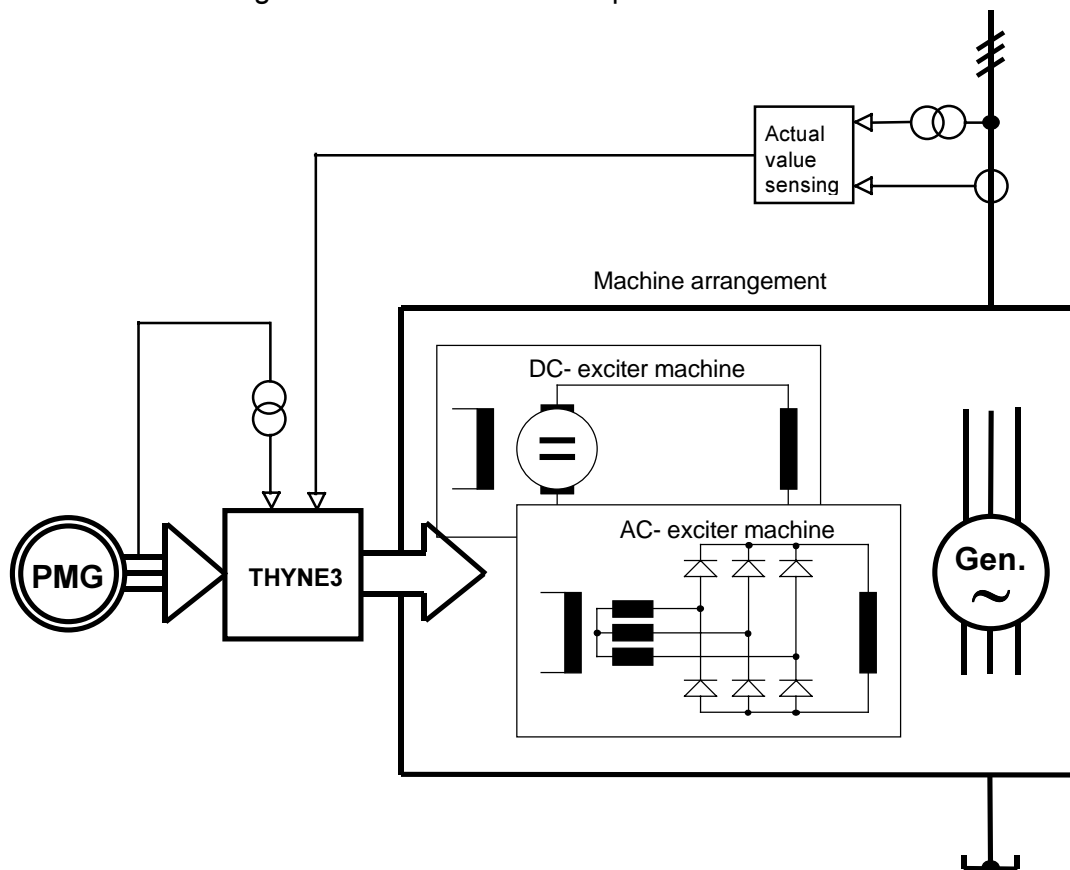 Actual
value
sensing
Machine arrangement
DC- exciter machine
AC- exciter machine
PMG
THYNE3
Gen.
~